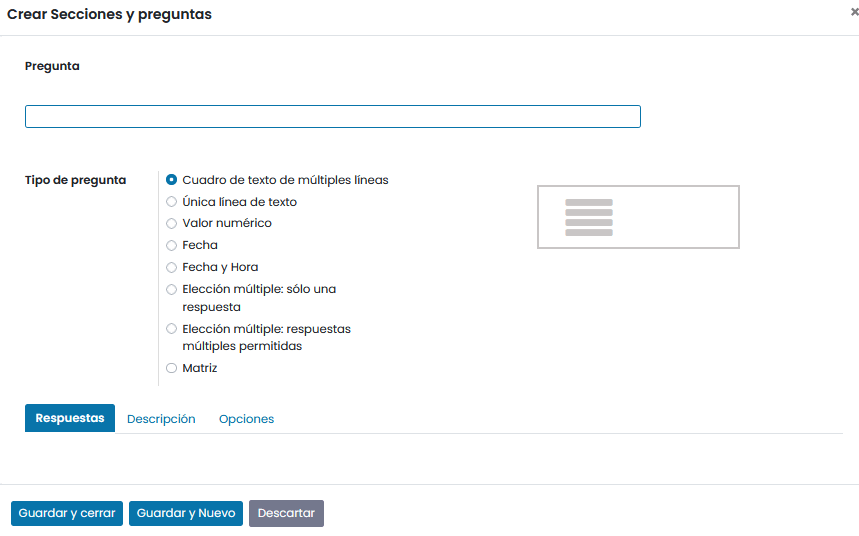 Crear Secciones y preguntas
×
Pregunta
Tipo de pregunta
Cuadro de texto de múltiples líneas
Única línea de texto
Valor numérico
Fecha
Fecha y Hora
Elección múltiple: sólo una
respuesta
Elección múltiple: respuestas
múltiples permitidas
Matriz
Respuestas Descripción Opciones
Guardar y cerrar Guardar y Nuevo Descartar